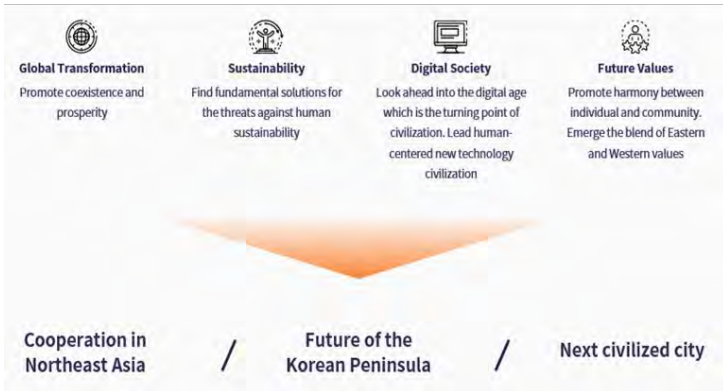 Global Transformation
Promote coexistence and
prosperity
Sustainability
Find fundamental solutions for
the threats against human
sustainability
Digital Society
Look ahead into the digital age
which is the turning point of
civilization. Lead human-
centered new technology
civilization
Future Values
Promote harmony between
individual and community.
Emerge the blend of Eastern
and Western values
Cooperation in
Northeast Asia
/
Future of the
Korean Peninsula
/
Next civilized city